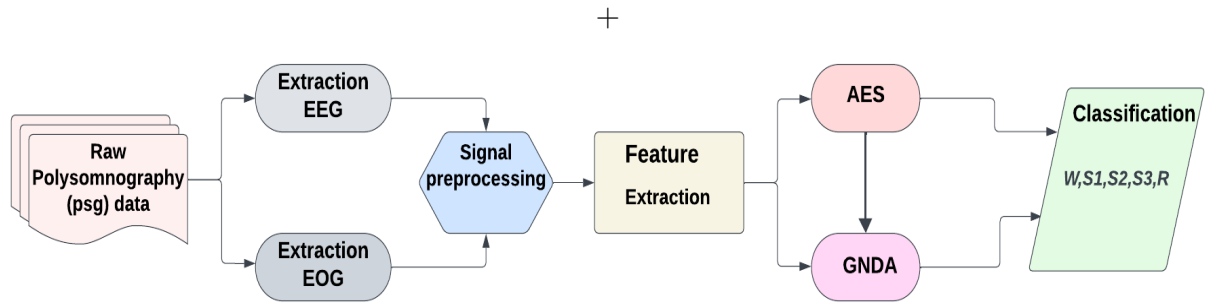 Raw
Polysomnography
(psg) data
Extraction
EEG
Extraction
EOG
Signal
preprocessing
Feature
Extraction
AES
GNDA
Classification
W,S1,S2,S3,R